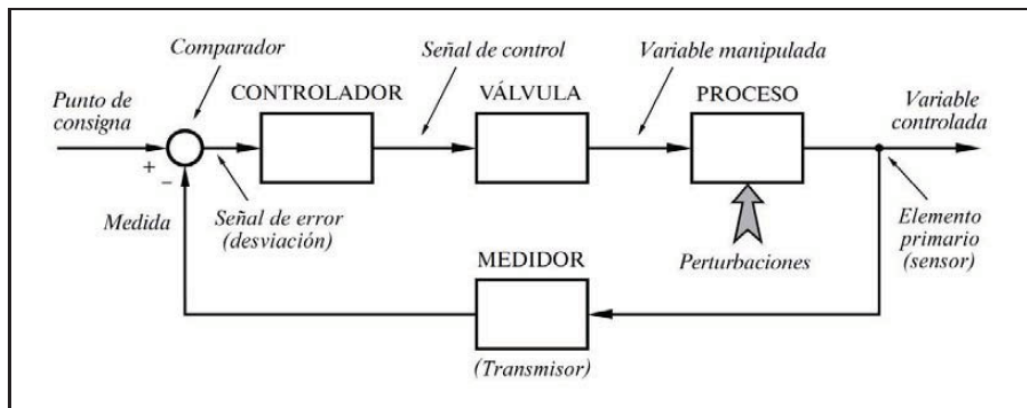 Comparador
Señal de control
Variable manipulada
Punto de
consigna
CONTROLADOR
VÁLVULA
PROCESO
Variable
controlada
+
−
Medida
Señal de error
(desviación)
Elemento
primario
(sensor)
MEDIDOR
Perturbaciones
(Transmisor)